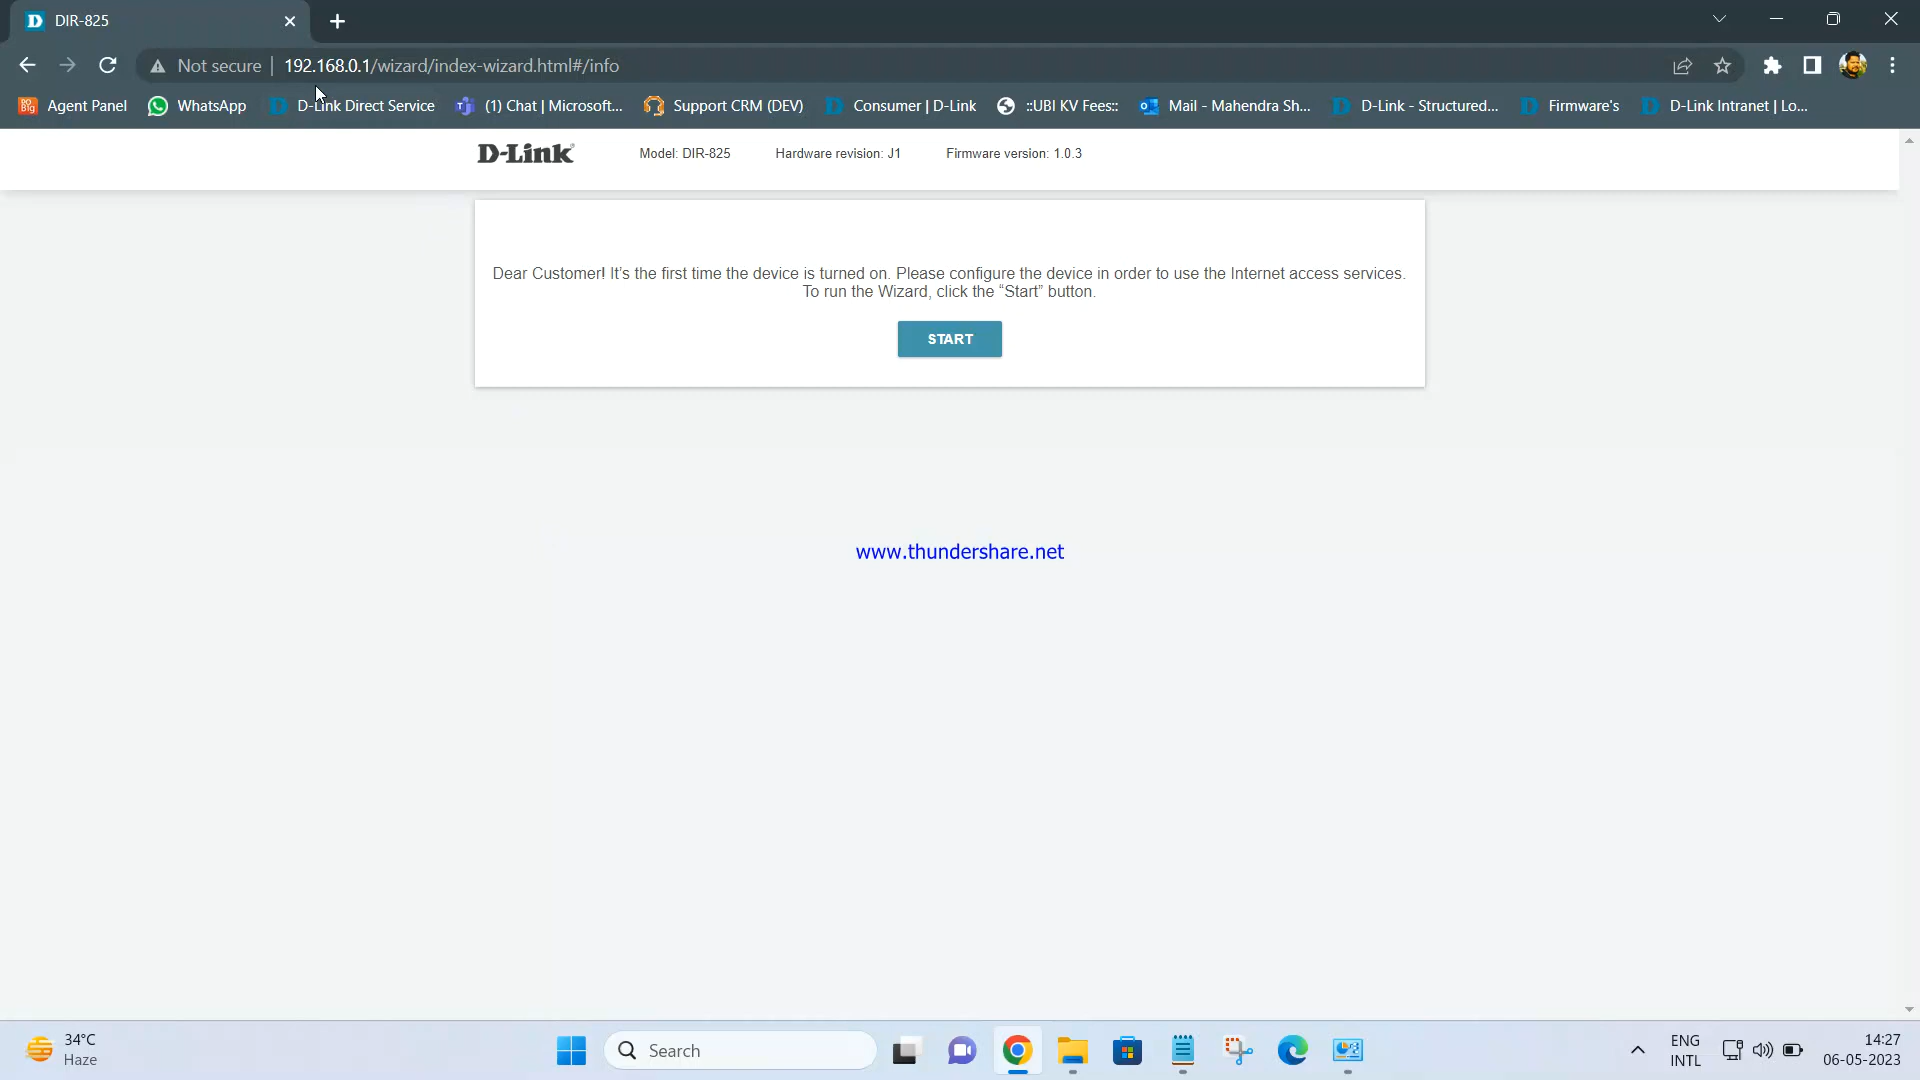 DIR-825
Not secure
192.168.0.1/wizard/index-wizard.html#/info
Agent Panel
WhatsApp
D-Link Direct Service
(1) Chat | Microsoft...
Support CRM (DEV)
Consumer | D-Link
::UBI KV Fees::
Mail - Mahendra Sh...
D-Link - Structured...
Firmware's
D-Link Intranet | Lo...
D-Link
Model: DIR-825
Hardware revision: J1
Firmware version: 1.0.3
Dear Customer! It's the first time the device is turned on. Please configure the device in order to use the Internet access services.
To run the Wizard, click the “Start” button.
START
www.thundershare.net
34°C
Haze
Search
ENG
INTL
14:27
06-05-2023